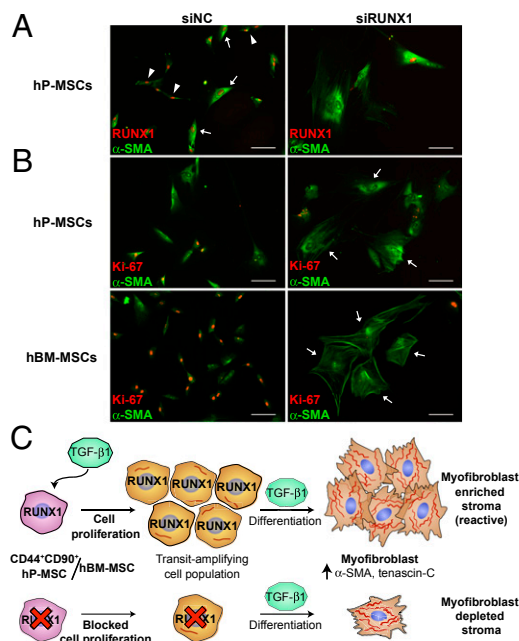 A
siNC
siRUNX1
hP-MSCs
RUNX1
α-SMA
RUNX1
α-SMA
B
hP-MSCs
Ki-67
α-SMA
Ki-67
α-SMA
hBM-MSCs
Ki-67
α-SMA
Ki-67
α-SMA
C
TGF-β1
RUNX1
Cell
proliferation
RUNX1
RUNX1
RUNX1
RUNX1
RUNX1
Transit-amplifying
cell population
TGF-β1
Differentiation
Myofibroblast
enriched
stroma
(reactive)
CD44⁺CD90⁺
hP-MSC
/hBM-MSC
Myofibroblast
α-SMA, tenascin-C
Blocked
cell proliferation
TGF-β1
Differentiation
Myofibroblast
depleted
stroma